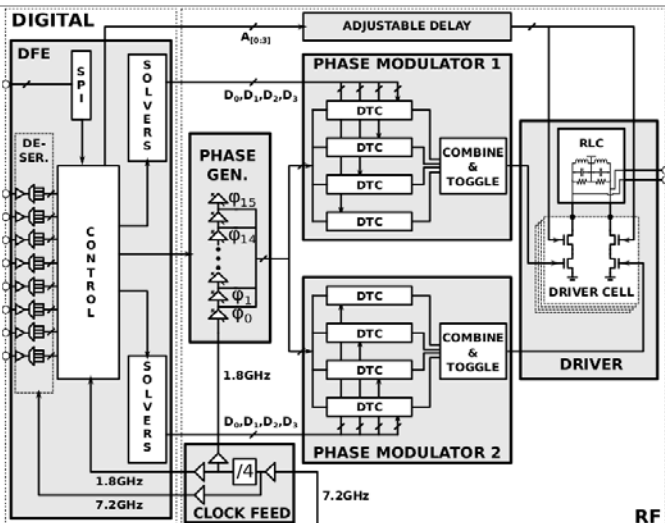 DIGITAL
DFE
SPI
SOLVERS
DE-
SER.
CONTROL
SOLVERS
1.8GHz
7.2GHz
A[0:3]
ADJUSTABLE DELAY
D₀,D₁,D₂,D₃
PHASE
GEN.
φ15
φ14
φ1
φ0
1.8GHz
D₀,D₁,D₂,D₃
/4
CLOCK FEED
7.2GHz
PHASE MODULATOR 1
DTC
DTC
DTC
DTC
COMBINE
&
TOGGLE
DTC
DTC
DTC
DTC
COMBINE
&
TOGGLE
PHASE MODULATOR 2
RLC
DRIVER CELL
DRIVER
RF